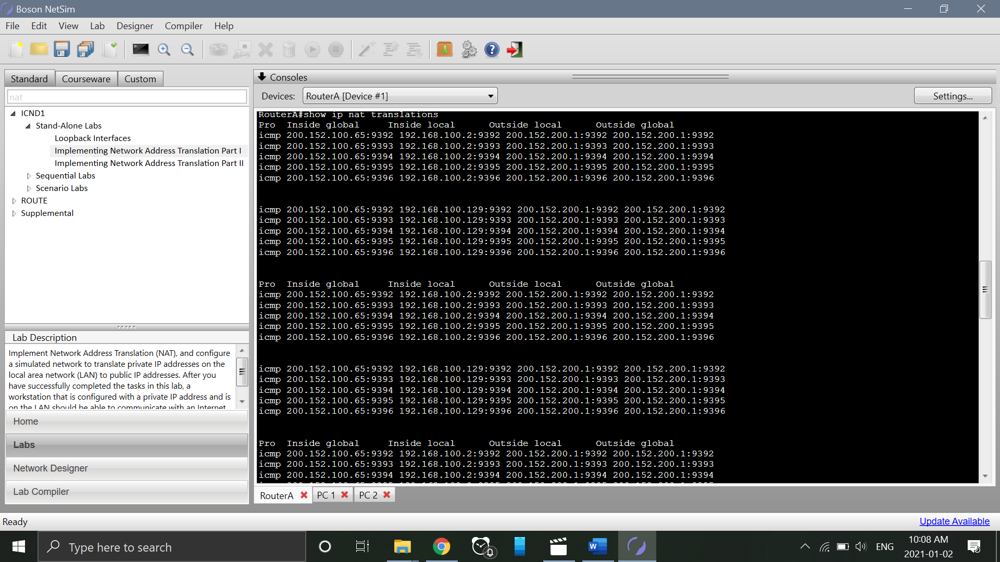 Boson NetSim
File Edit View Lab Designer Compiler Help
Standard Courseware Custom
nat
ICND1
Stand-Alone Labs
Loopback Interfaces
Implementing Network Address Translation Part I
Implementing Network Address Translation Part II
Sequential Labs
Scenario Labs
ROUTE
Supplemental
Lab Description
Implement Network Address Translation (NAT), and configure
a simulated network to translate private IP addresses on the
local area network (LAN) to public IP addresses. After you
have successfully completed the tasks in this lab, a
workstation that is configured with a private IP address and is
on the LAN should be able to communicate with an Internet
Home
Labs
Network Designer
Lab Compiler
Consoles
Devices: RouterA [Device #1] Settings...
RouterA#show ip nat translations
Pro Inside global Inside local Outside local Outside global
icmp 200.152.100.65:9392 192.168.100.2:9392 200.152.200.1:9392 200.152.200.1:9392
icmp 200.152.100.65:9393 192.168.100.2:9393 200.152.200.1:9393 200.152.200.1:9393
icmp 200.152.100.65:9394 192.168.100.2:9394 200.152.200.1:9394 200.152.200.1:9394
icmp 200.152.100.65:9395 192.168.100.2:9395 200.152.200.1:9395 200.152.200.1:9395
icmp 200.152.100.65:9396 192.168.100.2:9396 200.152.200.1:9396 200.152.200.1:9396
icmp 200.152.100.65:9392 192.168.100.129:9392 200.152.200.1:9392 200.152.200.1:9392
icmp 200.152.100.65:9393 192.168.100.129:9393 200.152.200.1:9393 200.152.200.1:9393
icmp 200.152.100.65:9394 192.168.100.129:9394 200.152.200.1:9394 200.152.200.1:9394
icmp 200.152.100.65:9395 192.168.100.129:9395 200.152.200.1:9395 200.152.200.1:9395
icmp 200.152.100.65:9396 192.168.100.129:9396 200.152.200.1:9396 200.152.200.1:9396
Pro Inside global Inside local Outside local Outside global
icmp 200.152.100.65:9392 192.168.100.2:9392 200.152.200.1:9392 200.152.200.1:9392
icmp 200.152.100.65:9393 192.168.100.2:9393 200.152.200.1:9393 200.152.200.1:9393
icmp 200.152.100.65:9394 192.168.100.2:9394 200.152.200.1:9394 200.152.200.1:9394
icmp 200.152.100.65:9395 192.168.100.2:9395 200.152.200.1:9395 200.152.200.1:9395
icmp 200.152.100.65:9396 192.168.100.2:9396 200.152.200.1:9396 200.152.200.1:9396
icmp 200.152.100.65:9392 192.168.100.129:9392 200.152.200.1:9392 200.152.200.1:9392
icmp 200.152.100.65:9393 192.168.100.129:9393 200.152.200.1:9393 200.152.200.1:9393
icmp 200.152.100.65:9394 192.168.100.129:9394 200.152.200.1:9394 200.152.200.1:9394
icmp 200.152.100.65:9395 192.168.100.129:9395 200.152.200.1:9395 200.152.200.1:9395
icmp 200.152.100.65:9396 192.168.100.129:9396 200.152.200.1:9396 200.152.200.1:9396
Pro Inside global Inside local Outside local Outside global
icmp 200.152.100.65:9392 192.168.100.2:9392 200.152.200.1:9392 200.152.200.1:9392
icmp 200.152.100.65:9393 192.168.100.2:9393 200.152.200.1:9393 200.152.200.1:9393
icmp 200.152.100.65:9394 192.168.100.2:9394 200.152.200.1:9394 200.152.200.1:9394
RouterA PC 1 PC 2
Ready
Update Available
Type here to search
ENG
10:08 AM
2021-01-02